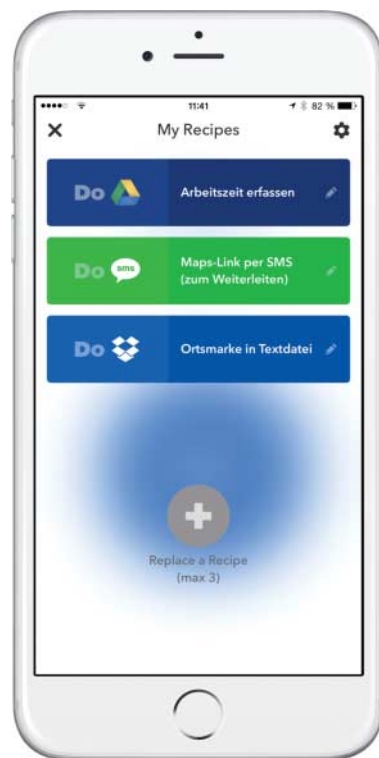 11:41
82 %
My Recipes
Do
Arbeitszeit erfassen
Do
sms
Maps-Link per SMS
(zum Weiterleiten)
Do
Ortsmarke in Textdatei
Replace a Recipe
(max 3)